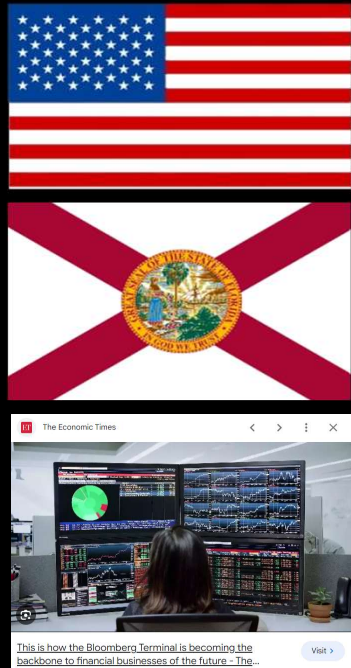 GREAT SEAL OF THE STATE OF FLORIDA
IN GOD WE TRUST
ET The Economic Times
This is how the Bloomberg Terminal is becoming the
backbone to financial businesses of the future - The...
Visit